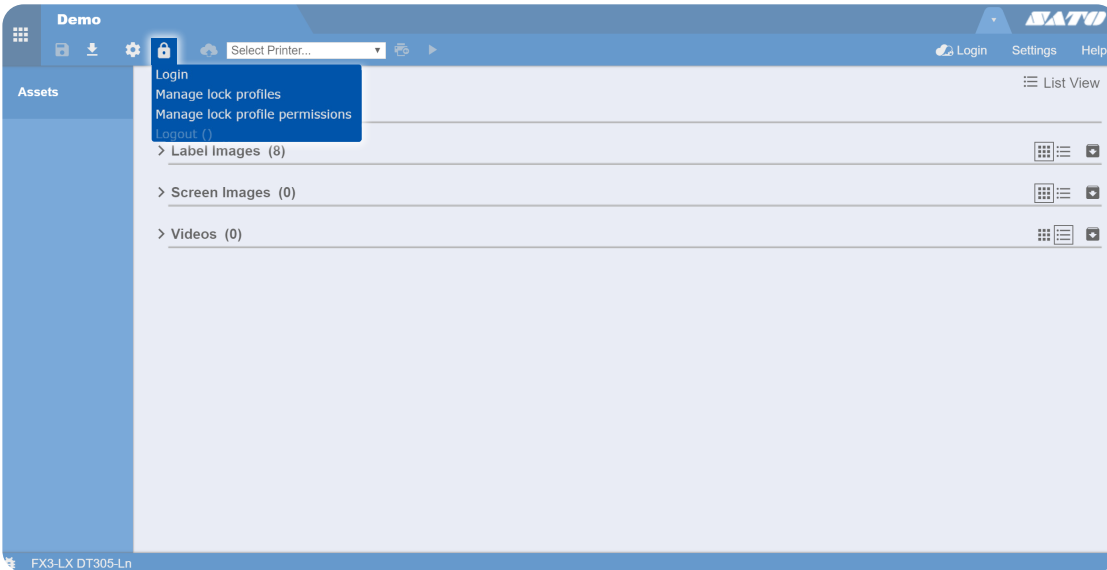 Demo
SATO
Select Printer...
Login Settings Help
Login
Manage lock profiles
Manage lock profile permissions
Logout ()
Assets
List View
Label Images (8)
Screen Images (0)
Videos (0)
FX3-LX DT305-Ln